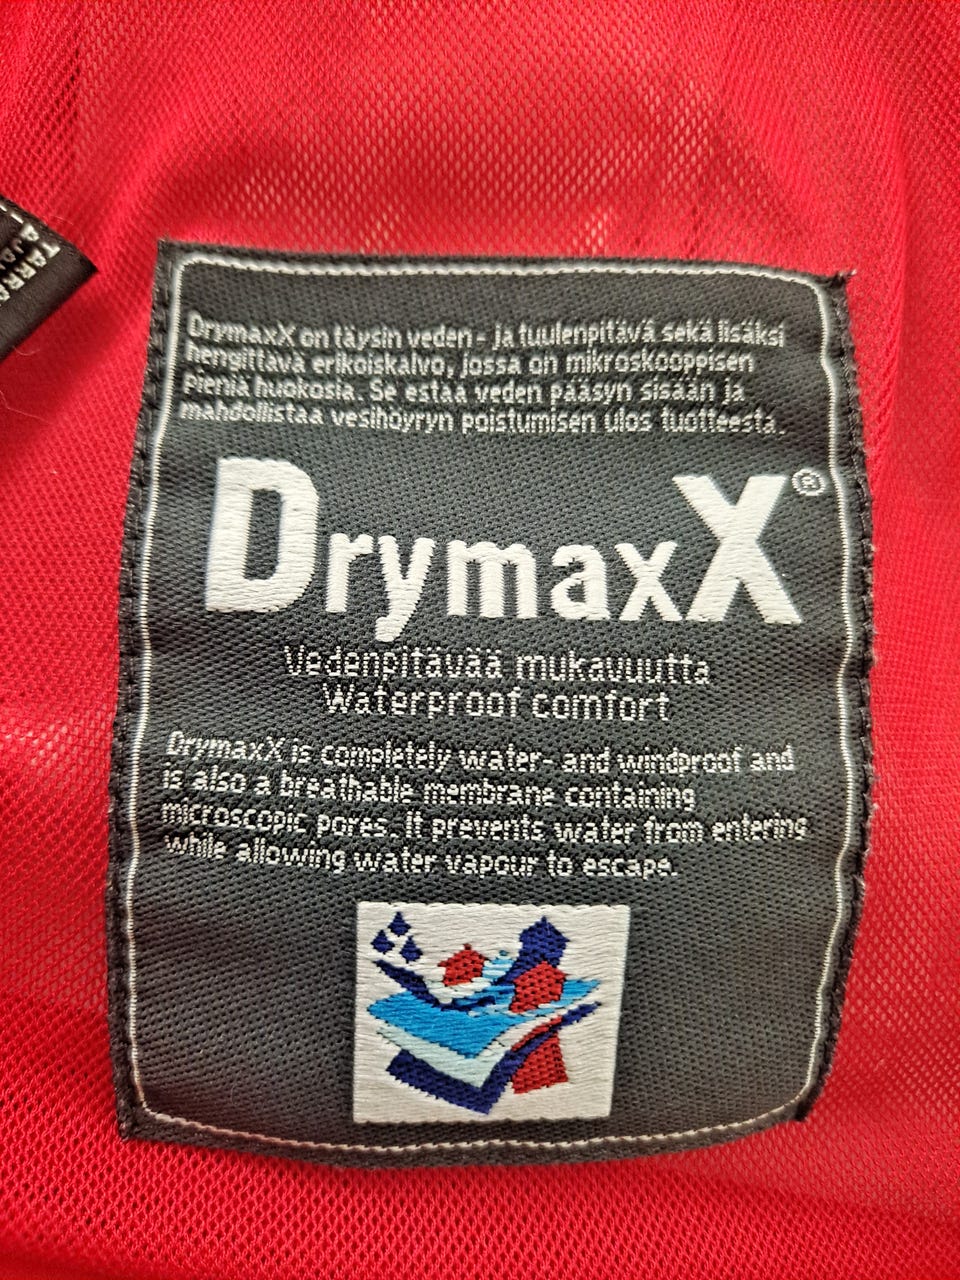 DrymaxX on täysin veden- ja tuulenpitävä sekä lisäksi
hengittävä erikoiskalvo, jossa on mikroskooppisen
pieniä huokosia. Se estää veden pääsyn sisään ja
mahdollistaa vesihöyryn poistumisen ulos tuotteesta.
DrymaxX®
Vedenpitävää mukavuutta
Waterproof comfort
DrymaxX is completely water- and windproof and
is also a breathable membrane containing
microscopic pores. It prevents water from entering
while allowing water vapour to escape.